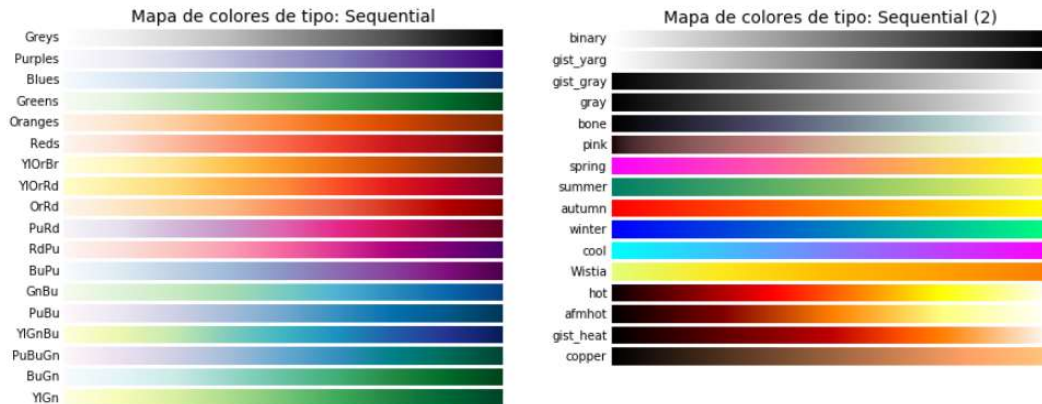 Mapa de colores de tipo: Sequential
Greys
Purples
Blues
Greens
Oranges
Reds
YlOrBr
YlOrRd
OrRd
PuRd
RdPu
BuPu
GnBu
PuBu
YlGnBu
PuBuGn
BuGn
YlGn
Mapa de colores de tipo: Sequential (2)
binary
gist_yarg
gist_gray
gray
bone
pink
spring
summer
autumn
winter
cool
Wistia
hot
afmhot
gist_heat
copper